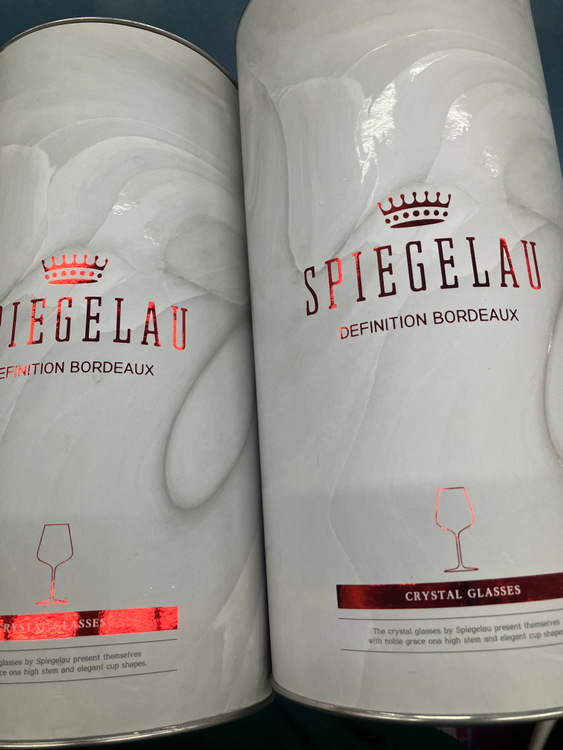 SPIEGELAU
DEFINITION BORDEAUX
CRYSTAL GLASSES
The crystal glasses by Spiegelau present themselves
with noble grace ona high stem and elegant cup shapes.
PIEGELAU
EFINITION BORDEAUX
CRYSTAL GLASSES
glasses by Spiegelau present themselves
ce ona high stem and elegant cup shapes.